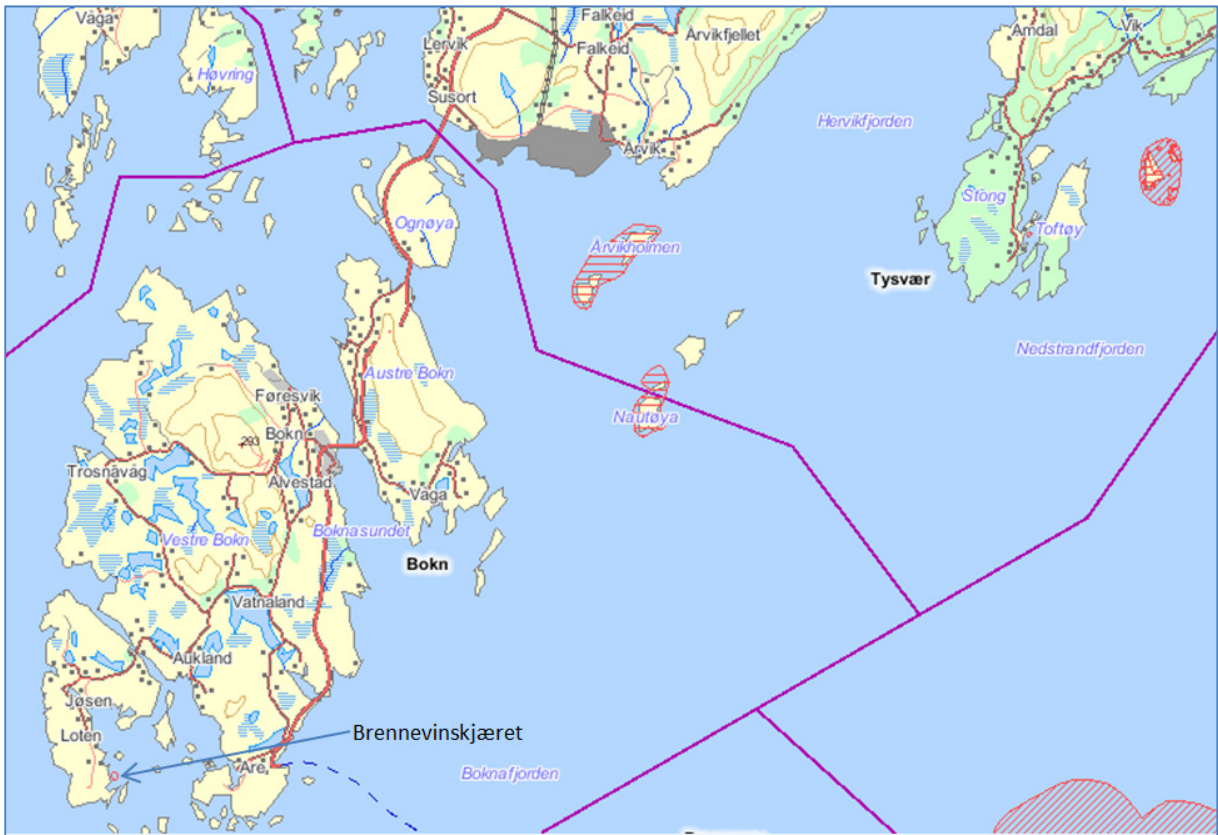 Våga
Høvring
Lervik
Susort
Falkeid
Falkeid
Årvikfjellet
Årvik
Amdal
Vik
Hervikfjorden
Stong
Toftøy
Ognøya
Årvikholmen
Tysvær
Nedstrandfjorden
Austre Bokn
Føresvik
Bokn
293
Nautøya
Trosnavåg
Alvestad
Våga
Vestre Bokn
Boknasundet
Bokn
Vatnaland
Aukland
Jøsen
Loten
Brennevinskjæret
Are
Boknafjorden